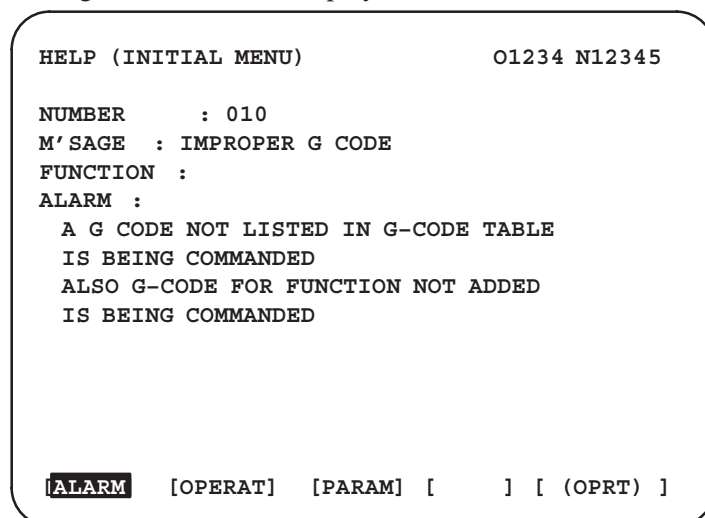 HELP (INITIAL MENU) O1234 N12345
NUMBER : 010
M'SAGE : IMPROPER G CODE
FUNCTION :
ALARM :
A G CODE NOT LISTED IN G-CODE TABLE
IS BEING COMMANDED
ALSO G-CODE FOR FUNCTION NOT ADDED
IS BEING COMMANDED
[ALARM [OPERAT] [PARAM] [ ] [ (OPRT) ]